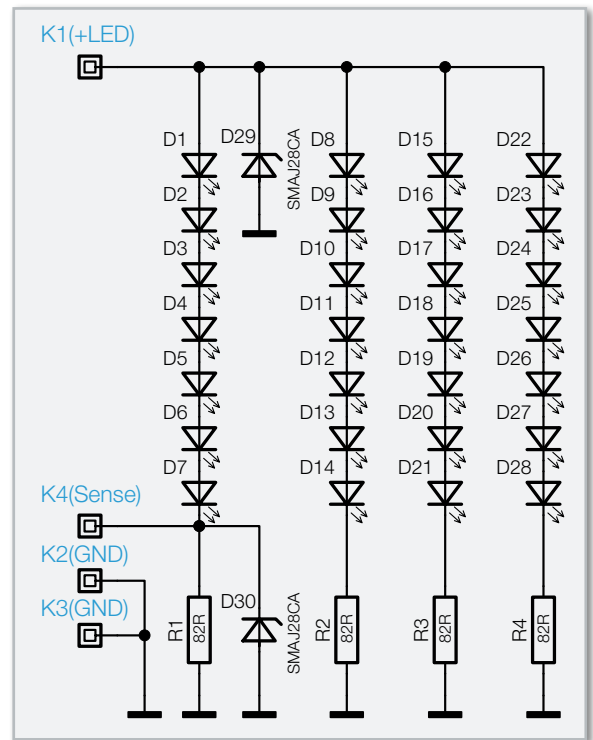 K1(+LED)
D1 D29 D8 D15 D22
SMAJ28CA
D2 D9 D16 D23
D3 D10 D17 D24
D4 D11 D18 D25
D5 D12 D19 D26
D6 D13 D20 D27
D7 D14 D21 D28
K4(Sense)
K2(GND)
K3(GND)
D30
SMAJ28CA
R1 82R R2 82R R3 82R R4 82R